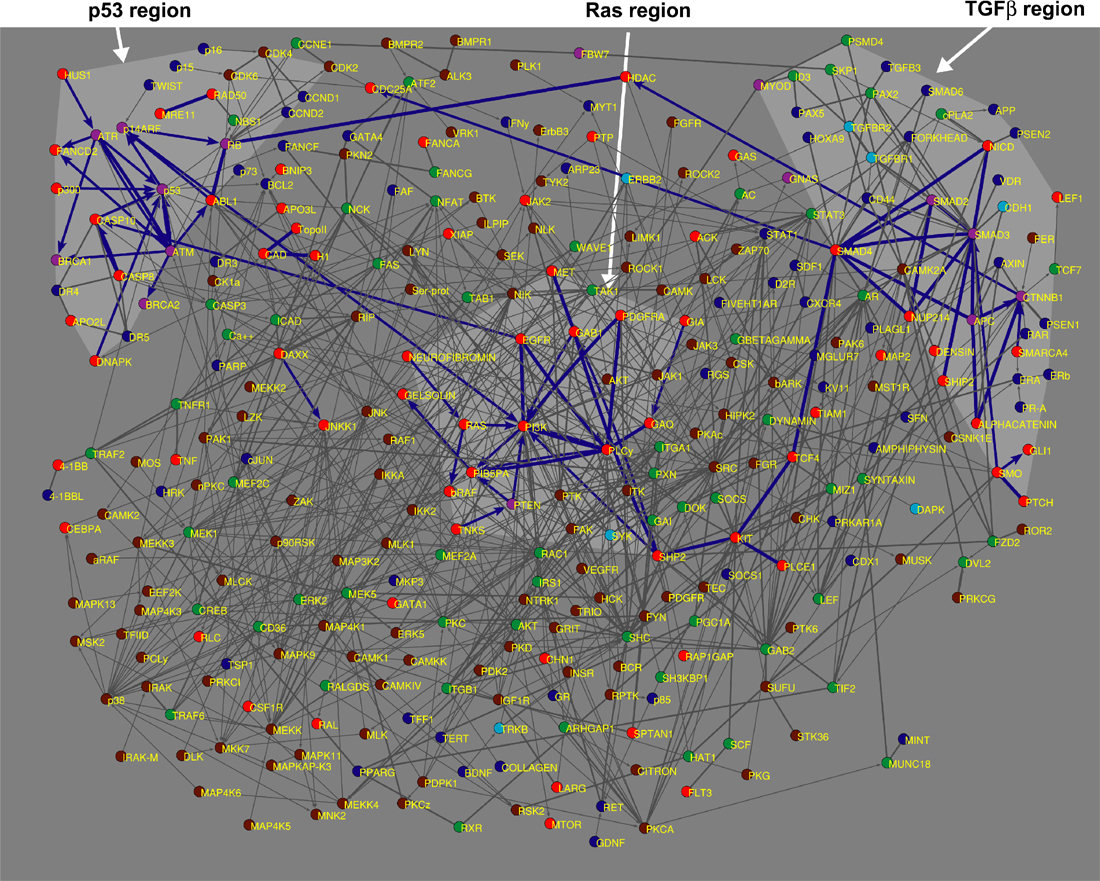 p53 region
Ras region
TGFβ region
p16
CCNE1
BMPR2
BMPR1
FBW7
PSMD4
CDK4
p15
CDK2
PLK1
HDAC
ID3
SKP1
TGFB3
HUS1
CDK6
ALK3
ATF2
CDC25A
MYOD
PAX2
SMAD6
TWIST
RAD50
CCND1
MYT1
MRE11
NBS1
CCND2
IFNy
ErbB3
FGFR
PAX5
cPLA2
APP
p14ARF
ATR
GATA4
VRK1
PTP
TGFBR2
HOXA9
FORKHEAD
PSEN2
FANCD2
RB
FANCF
FANCA
PKN2
GAS
TGFBR1
NICD
p73
BNIP3
FANCG
ARP23
ROCK2
GNAS
VDR
p300
p53
BCL2
FAF
TYK2
ERBB2
AC
CD44
ABL1
APO3L
NCK
NFAT
BTK
JAK2
SMAD2
CDH1
LEF1
CASP10
TopoII
XIAP
ILPIP
NLK
LIMK1
ACK
STAT3
STAT1
SMAD3
FER
ATM
CAD
H1
LYN
SEK
WAVE1
ZAP70
SMAD4
BRCA1
DR3
FAS
MET
ROCK1
SDF1
CAMK2A
AXIN
TCF7
CASP8
CK1a
LCK
D2R
DR4
BRCA2
CASP3
Ser-prot
TAB1
NIK
TAK1
CAMK
FIVEHT1AR
CXCR4
AR
CTNNB1
APO2L
ICAD
RIP
PDGFRA
GIA
NUP214
APC
PSEN1
DR5
Ca++
EGFR
GAB1
JAK3
GBETAGAMMA
PLAGL1
RAR
DNAPK
DAXX
NEUROFIBROMIN
CSK
PAK6
MGLUR7
MAP2
DENSIN
SMARCA4
PARP
AKT
JAK1
RGS
bARK
MST1R
SHIP2
ERA
ERb
MEKK2
GELSOLIN
KV11
TNFR1
LZK
JNK
HIPK2
DYNAMIN
TIAM1
SFN
PR-A
JNKK1
RAS
PI3K
GAQ
ALPHACATENIN
PAK1
RAF1
PKAc
CSNK1E
TRAF2
PLCy
ITGA1
AMPHIPHYSIN
GLI1
4-1BB
MOS
TNF
cJUN
TCF4
IKKA
PIB5PA
PXN
SRC
FGR
SMO
nPKC
MEF2C
SYNTAXIN
4-1BBL
HRK
bRAF
ITK
MIZ1
ZAK
PTEN
PTK
SOCS
DOK
PTCH
CAMK2
IKK2
DAPK
CEBPA
MEK1
TNKS
PAK
SYK
GAI
CHK
PRKAR1A
ROR2
MEKK3
p90RSK
MLK1
KIT
FZD2
aRAF
MAP3K2
MEF2A
RAC1
SHP2
PLCE1
CDX1
MUSK
DVL2
MLCK
MKP3
IRS1
VEGFR
SOCS1
EEF2K
MEK5
TEC
MAPK13
MAP4K3
CREB
ERK2
GATA1
NTRK1
HCK
PDGFR
LEF
PRKCG
TRIO
FYN
TFIID
RLC
CD36
MAP4K1
ERK5
PKC
AKT
GRIT
PGC1A
PTK6
MSK2
SHC
PCLy
MAPK9
CAMK1
CAMKK
PKD
GAB2
TSP1
CHN1
RAP1GAP
IRAK
PRKCI
RALGDS
CAMKIV
PDK2
INSR
BCR
SH3KBP1
SUFU
TIF2
p38
ITGB1
IGF1R
GR
RPTK
p85
CSF1R
TRAF6
RAL
TFF1
MEKK
MLK
TERT
TRKB
ARHGAP1
SPTAN1
STK36
MINT
IRAK-M
DLK
MKK7
MAPK11
SCF
HAT1
MAPKAP-K3
PPARG
BDNF
COLLAGEN
CITRON
PKG
MUNC18
MAP4K6
PDPK1
LARG
FLT3
MEKK4
PKCz
RSK2
RET
MNK2
MAP4K5
RXR
MTOR
PKCA
GDNF